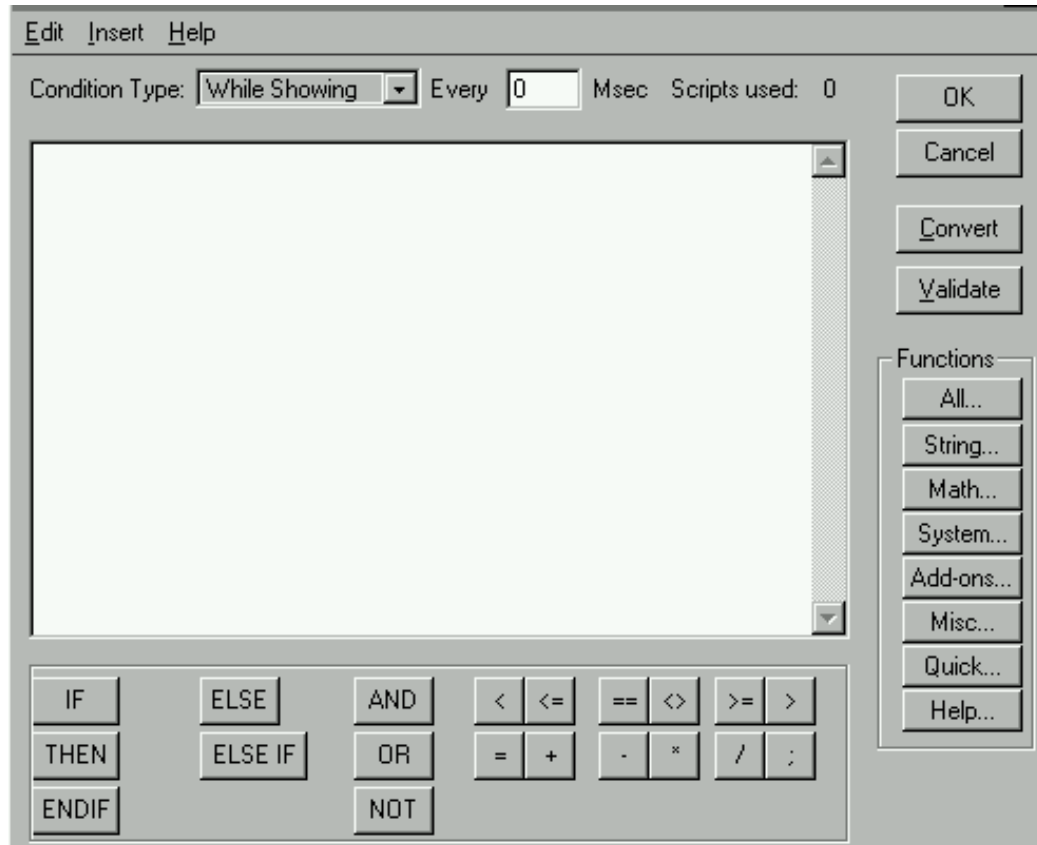 Edit Insert Help
Condition Type: While Showing Every 0 Msec Scripts used: 0
OK
Cancel
Convert
Validate
Functions
All...
String...
Math...
System...
Add-ons...
Misc...
Quick...
Help...
IF ELSE AND < <= == <> >= >
THEN ELSE IF OR = + - * / ;
ENDIF NOT